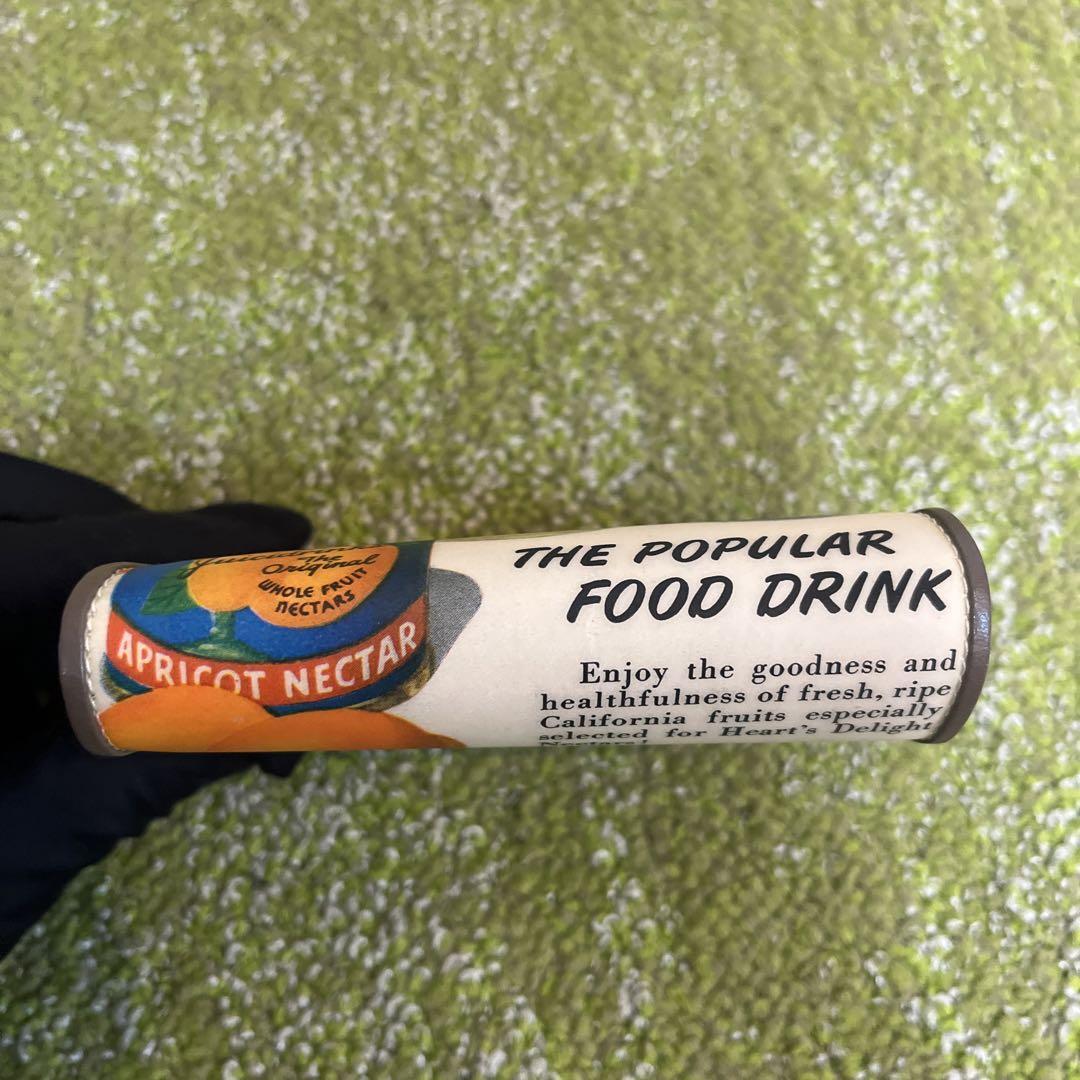 the
Original
WHOLE FRUIT
NECTARS
APRICOT NECTAR
THE POPULAR
FOOD DRINK
Enjoy the goodness and
healthfulness of fresh, ripe
California fruits especially
selected for Heart's Delight